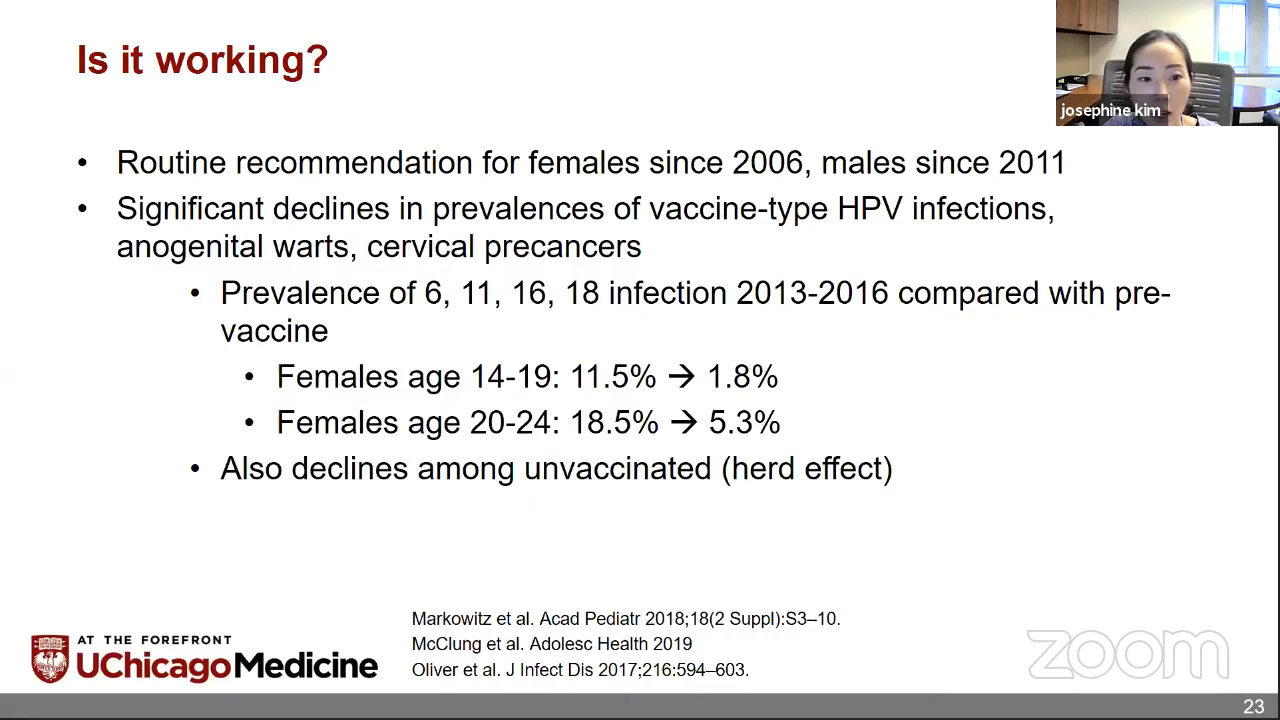 Is it working?
josephine kim
• Routine recommendation for females since 2006, males since 2011
• Significant declines in prevalences of vaccine-type HPV infections,
anogenital warts, cervical precancers
• Prevalence of 6, 11, 16, 18 infection 2013-2016 compared with pre-
vaccine
• Females age 14-19: 11.5% → 1.8%
• Females age 20-24: 18.5% → 5.3%
• Also declines among unvaccinated (herd effect)
Markowitz et al. Acad Pediatr 2018;18(2 Suppl):S3–10.
McClung et al. Adolesc Health 2019
Oliver et al. J Infect Dis 2017;216:594–603.
AT THE FOREFRONT
UChicagoMedicine
zoom
23